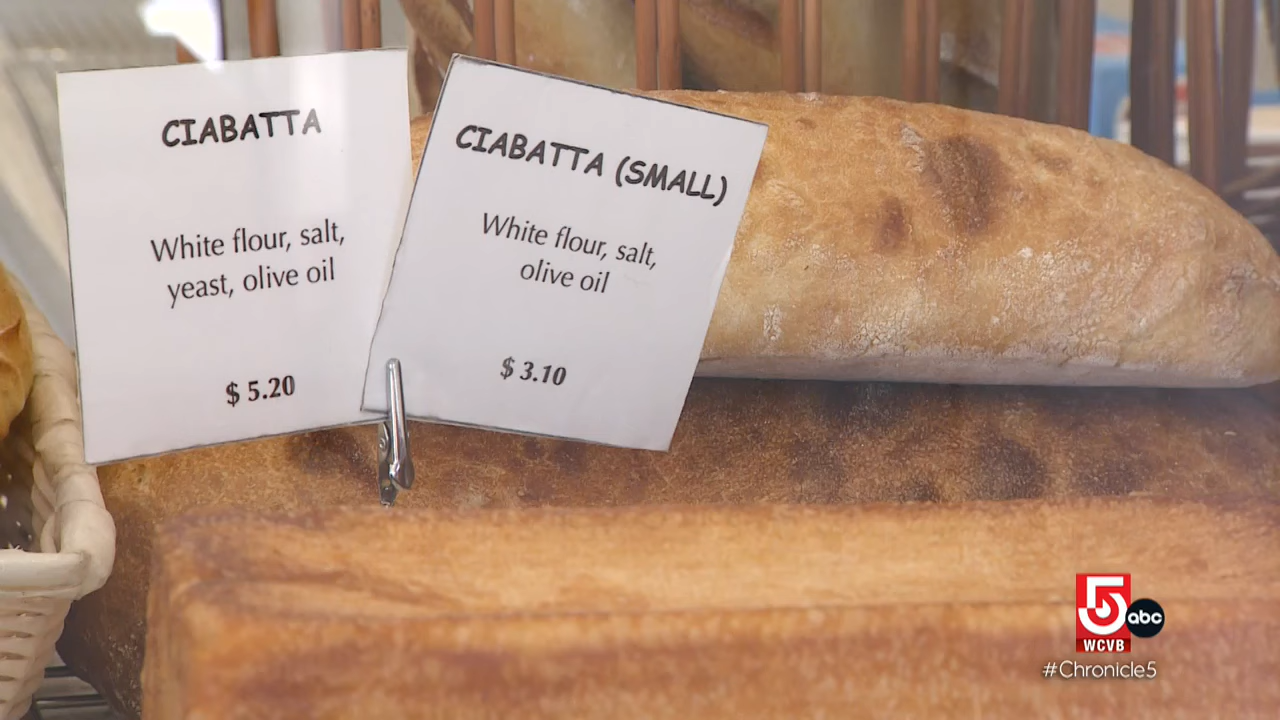 CIABATTA
White flour, salt,
yeast, olive oil
$ 5.20
CIABATTA (SMALL)
White flour, salt,
olive oil
$ 3.10
5
abc
WCVB
#Chronicle5